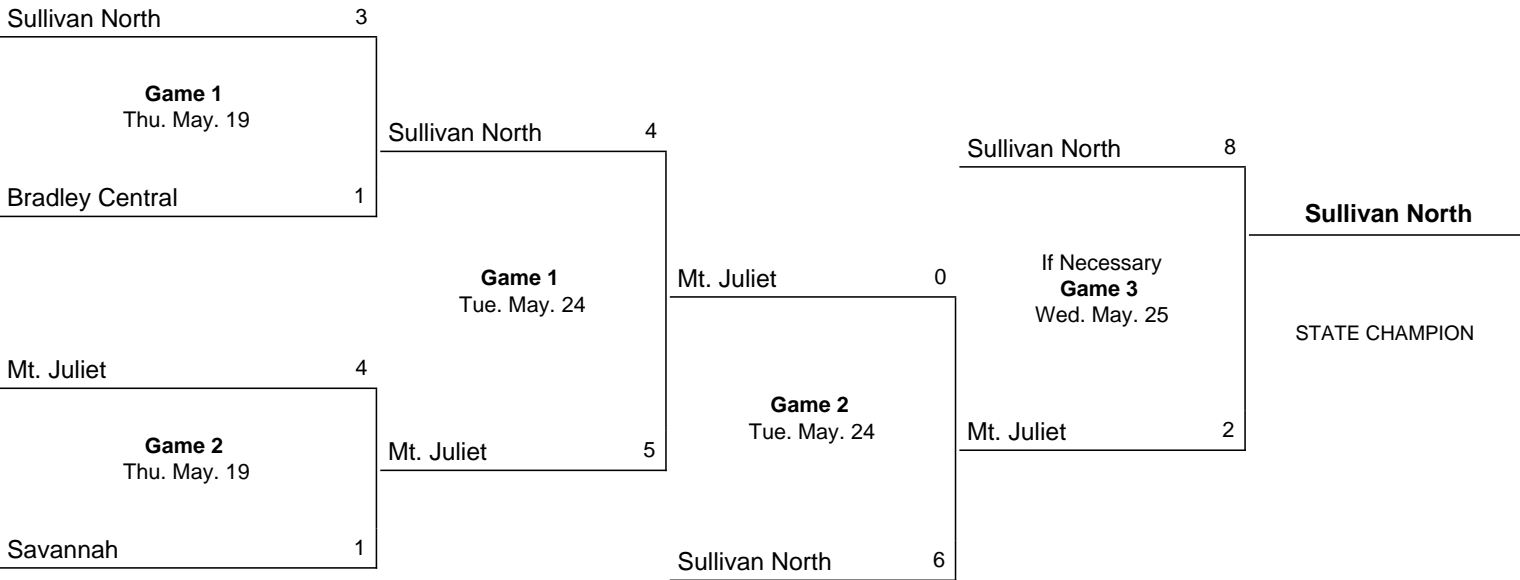 Sullivan North 3
Game 1
Thu. May. 19
Bradley Central 1
Mt. Juliet 4
Game 2
Thu. May. 19
Savannah 1
Sullivan North 4
Game 1
Tue. May. 24
Mt. Juliet 5
Mt. Juliet 0
Game 2
Tue. May. 24
Sullivan North 6
Sullivan North 8
If Necessary
Game 3
Wed. May. 25
Mt. Juliet 2
Sullivan North
STATE CHAMPION